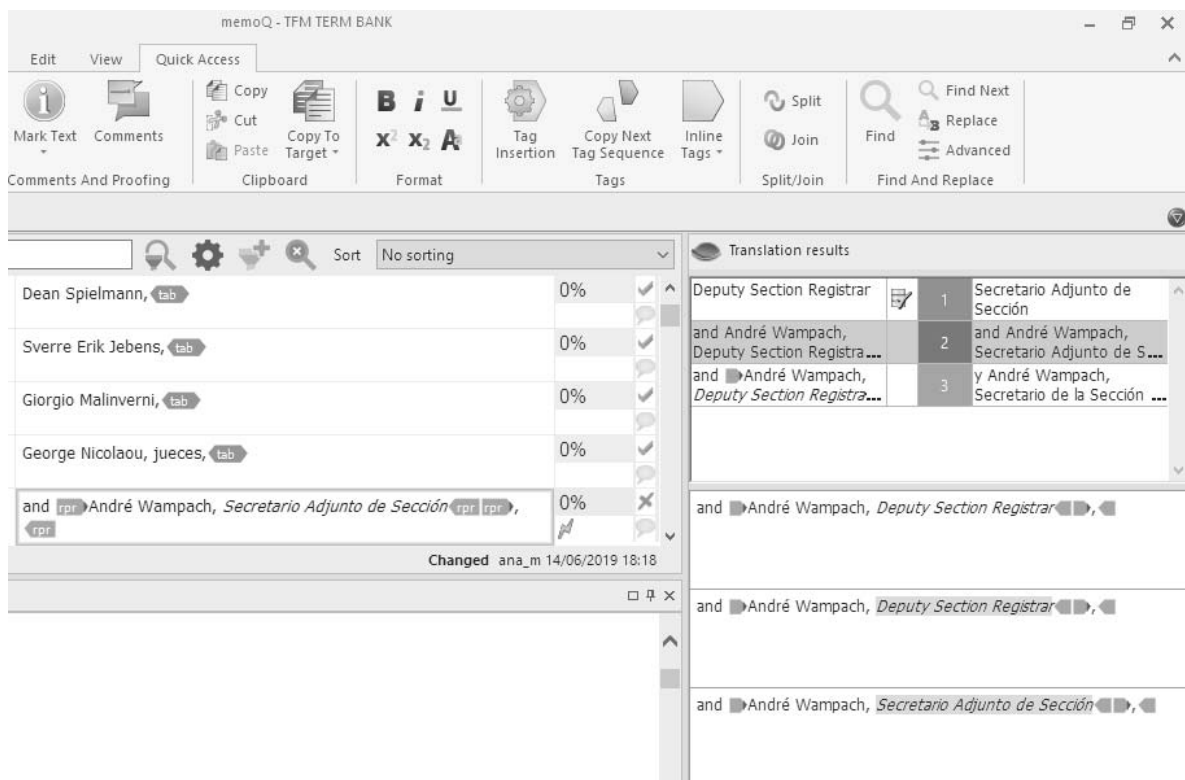 memoQ - TFM TERM BANK
Edit View Quick Access
Mark Text
Comments
Comments And Proofing
Copy
Cut
Paste
Copy To
Target
Clipboard
B i U
X² X₂ A
Format
Tag
Insertion
Copy Next
Tag Sequence
Inline
Tags
Tags
Split
Join
Split/Join
Find
Find Next
Replace
Advanced
Find And Replace
Sort No sorting
Dean Spielmann, tab 0%
Sverre Erik Jebens, tab 0%
Giorgio Malinverni, tab 0%
George Nicolaou, jueces, tab 0%
and rpr André Wampach, Secretario Adjunto de Sección rpr rpr , 0%
rpr
Changed ana_m 14/06/2019 18:18
Translation results
Deputy Section Registrar 1 Secretario Adjunto de
Sección
and André Wampach, 2 and André Wampach,
Deputy Section Registra... Secretario Adjunto de S...
and André Wampach, 3 y André Wampach,
Deputy Section Registra... Secretario de la Sección ...
and André Wampach, Deputy Section Registrar ,
and André Wampach, Deputy Section Registrar ,
and André Wampach, Secretario Adjunto de Sección ,